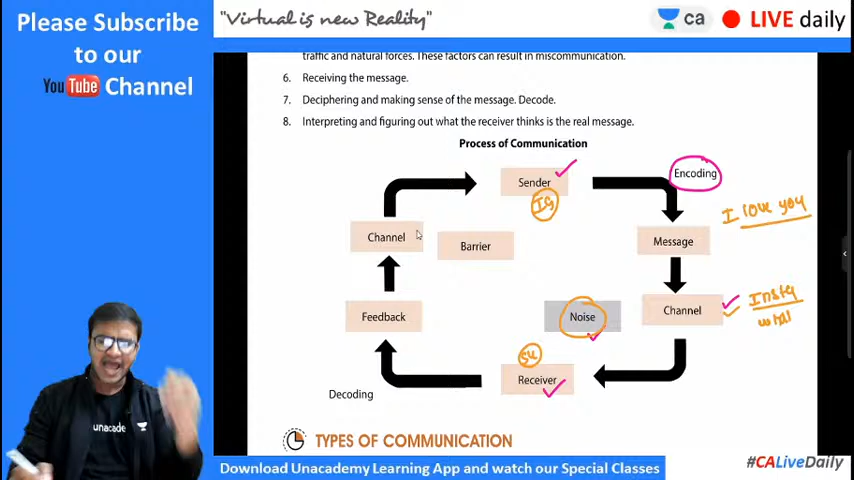 Please Subscribe
to our
YouTube Channel
"Virtual is new Reality"
ca LIVE daily
traffic and natural forces. These factors can result in miscommunication.
6. Receiving the message.
7. Deciphering and making sense of the message. Decode.
8. Interpreting and figuring out what the receiver thinks is the real message.
Process of Communication
Sender
Encoding
I love you
Channel
Barrier
Message
Feedback
Noise
Channel
Insta
Receiver
Decoding
unacade
TYPES OF COMMUNICATION
Download Unacademy Learning App and watch our Special Classes
#CALiveDaily